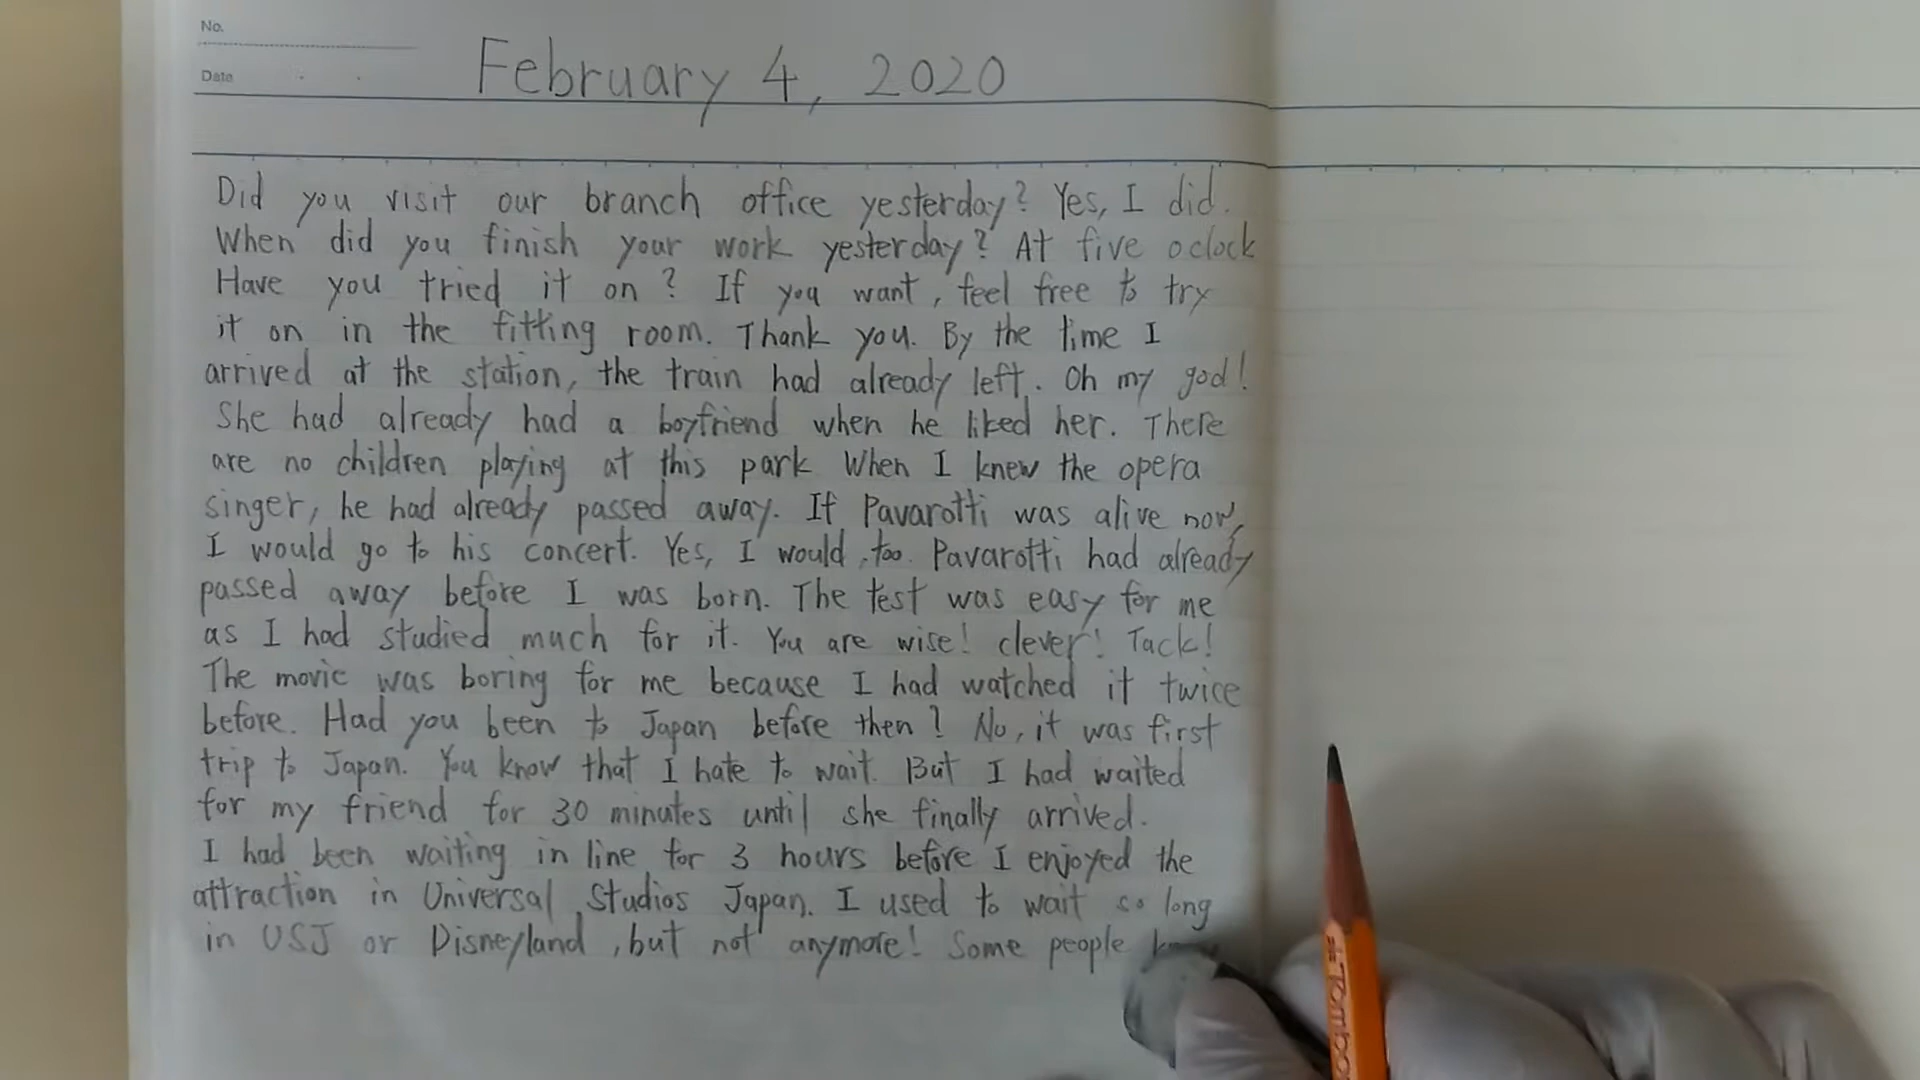 No.
Date
February 4, 2020
Did you visit our branch office yesterday? Yes, I did.
When did you finish your work yesterday? At five oclock
Have you tried it on? If you want, feel free to try
it on in the fitting room. Thank you. By the time I
arrived at the station, the train had already left. Oh my god!
She had already had a boyfriend when he liked her. There
are no children playing at this park When I knew the opera
singer, he had already passed away. If Pavarotti was alive now,
I would go to his concert. Yes, I would, too. Pavarotti had already
passed away before I was born. The test was easy for me
as I had studied much for it. You are wise! clever! Tack!
The movie was boring for me because I had watched it twice
before. Had you been to Japan before then? No, it was first
trip to Japan. You know that I hate to wait. But I had waited
for my friend for 30 minutes until she finally arrived.
I had been waiting in line for 3 hours before I enjoyed the
attraction in Universal Studios Japan. I used to wait so long
in USJ or Disneyland, but not anymore! Some people
Tombo